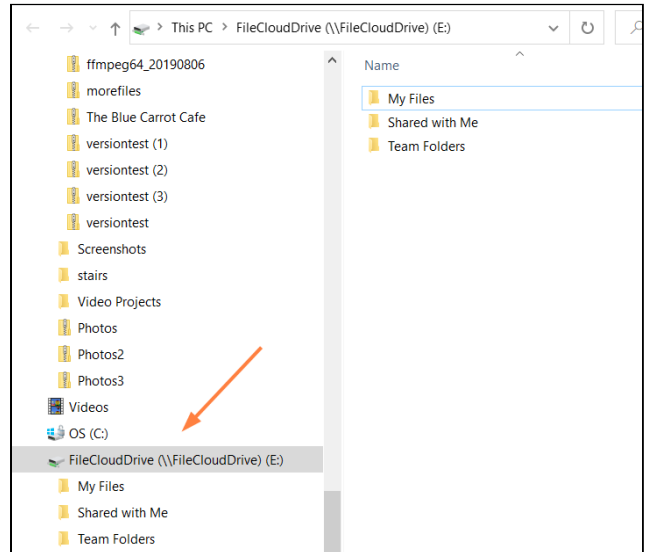 This PC > FileCloudDrive (\\FileCloudDrive) (E:)
ffmpeg64_20190806
morefiles
The Blue Carrot Cafe
versiontest (1)
versiontest (2)
versiontest (3)
versiontest
Screenshots
stairs
Video Projects
Photos
Photos2
Photos3
Videos
OS (C:)
FileCloudDrive (\\FileCloudDrive) (E:)
My Files
Shared with Me
Team Folders
Name
My Files
Shared with Me
Team Folders